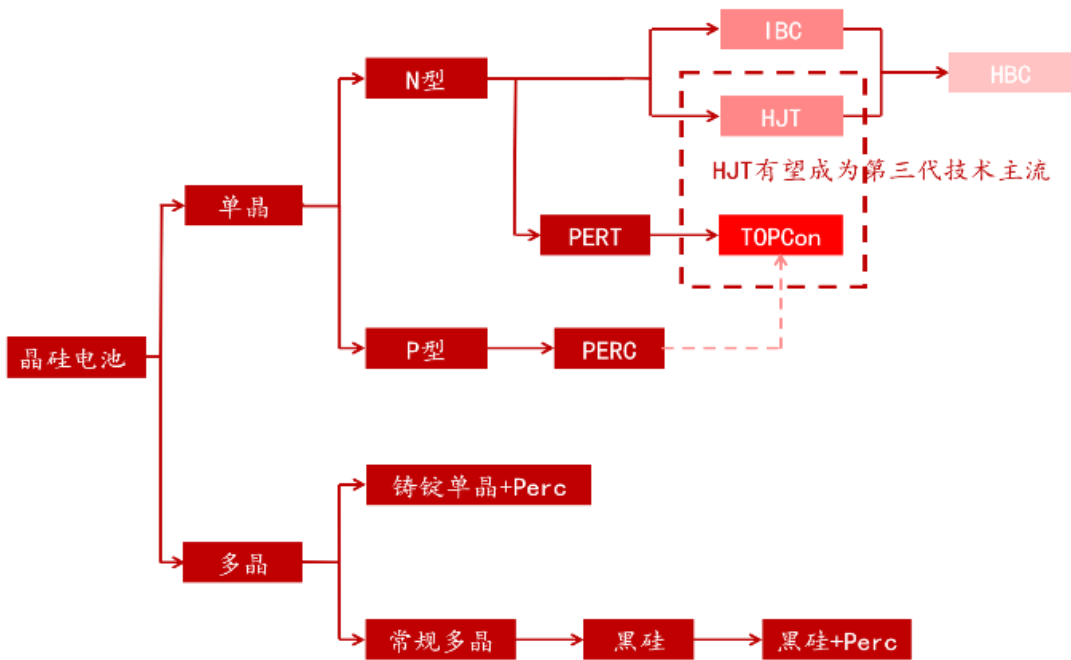 IBC
N型
HBC
HJT
HJT有望成为第三代技术主流
单晶
PERT
TOPCon
晶硅电池
P型
PERC
铸锭单晶+Perc
多晶
常规多晶
黑硅
黑硅+Perc